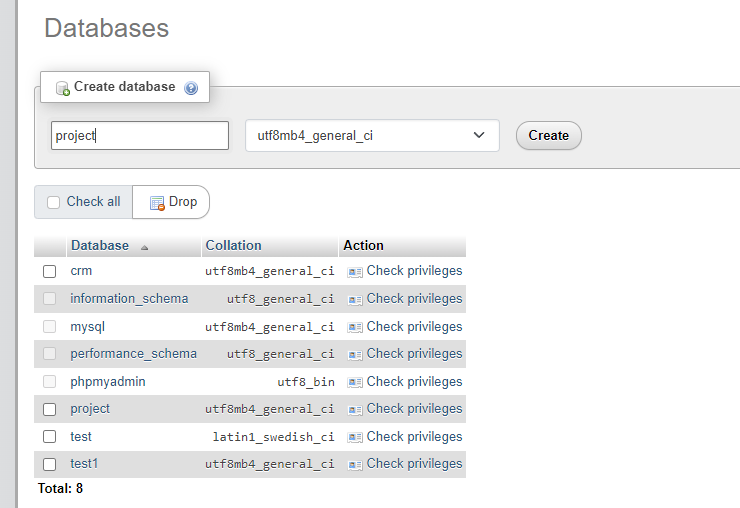 Databases
Create database
project
utf8mb4_general_ci
Create
Check all
Drop
Database Collation Action
crm utf8mb4_general_ci Check privileges
information_schema utf8_general_ci Check privileges
mysql utf8mb4_general_ci Check privileges
performance_schema utf8_general_ci Check privileges
phpmyadmin utf8_bin Check privileges
project utf8mb4_general_ci Check privileges
test latin1_swedish_ci Check privileges
test1 utf8mb4_general_ci Check privileges
Total: 8